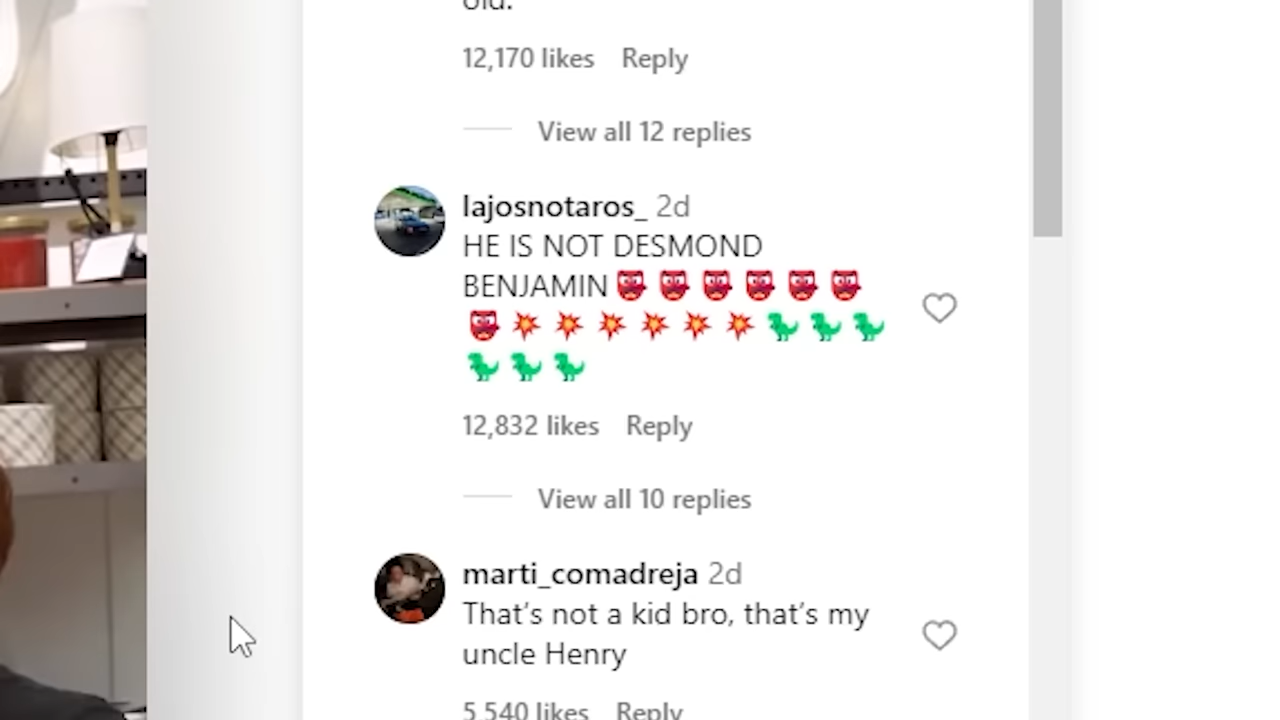 old.
12,170 likes Reply
View all 12 replies
lajosnotaros_ 2d
HE IS NOT DESMOND
BENJAMIN👺👺👺👺👺👺
👺💥💥💥💥💥💥🦖🦖🦖
🦖🦖🦖
12,832 likes Reply
View all 10 replies
marti_comadreja 2d
That's not a kid bro, that's my
uncle Henry
5,540 likes Reply